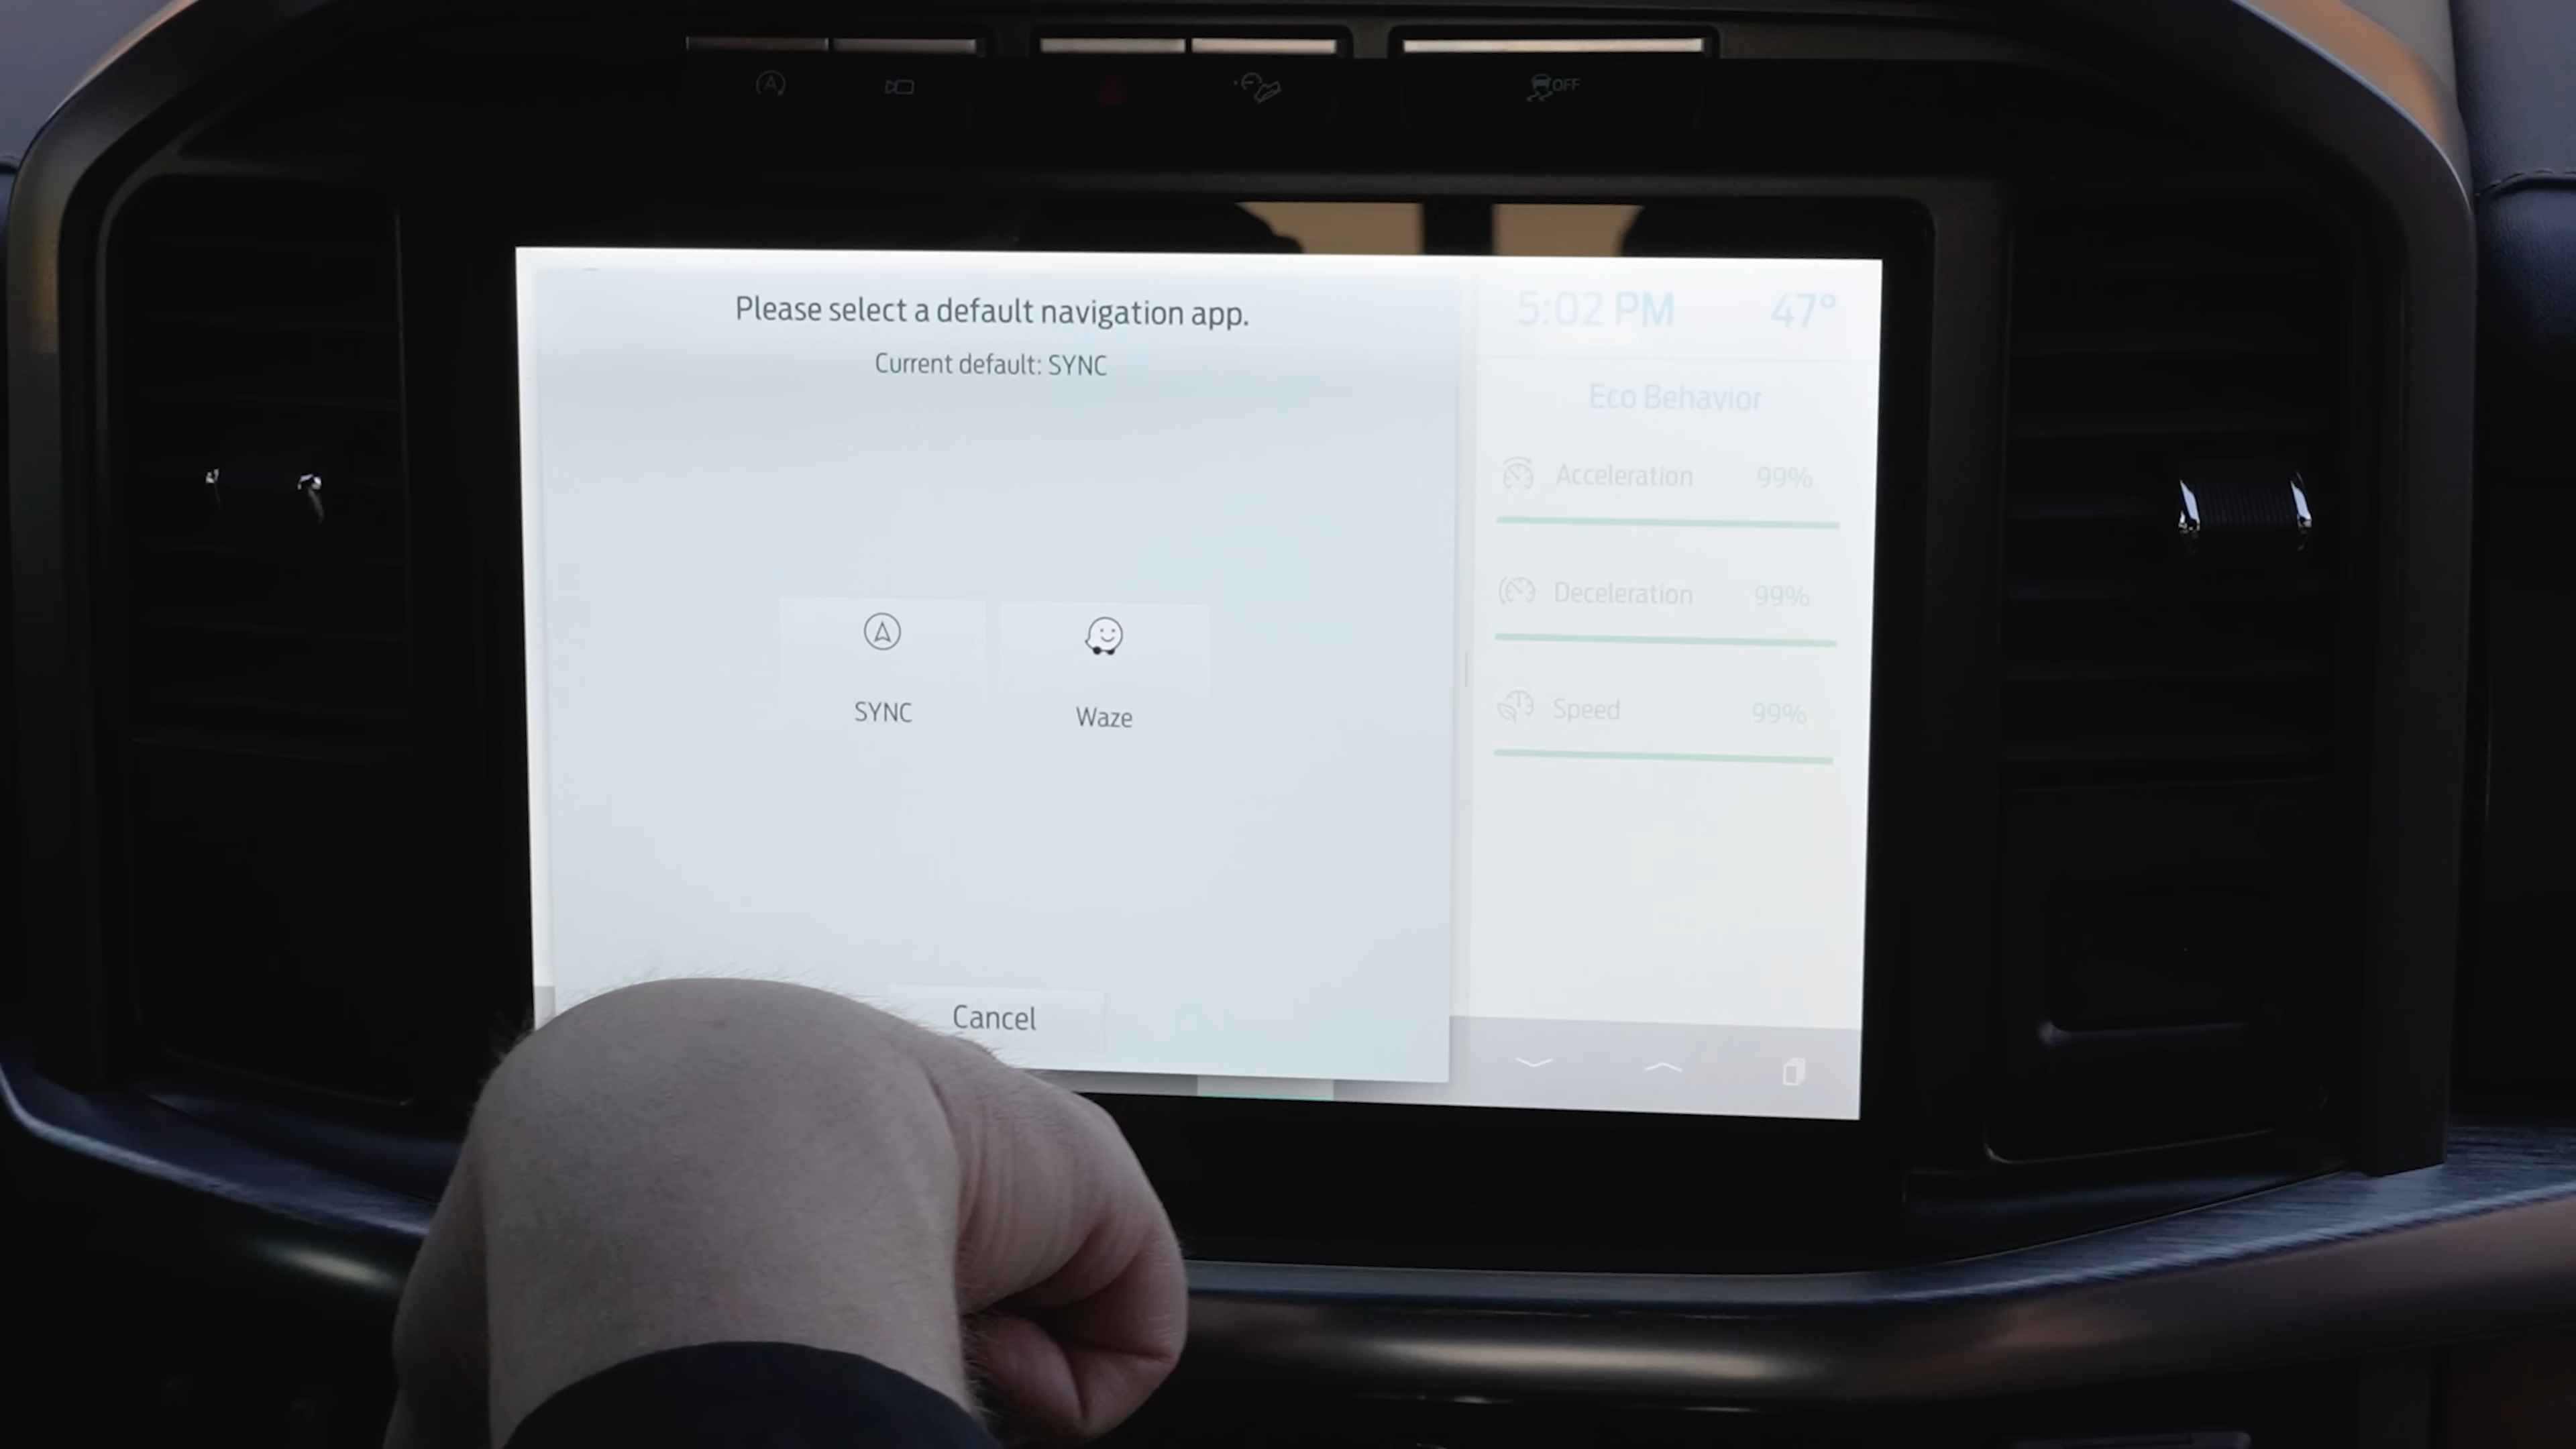 A
OFF
Please select a default navigation app.
Current default: SYNC
SYNC
Waze
Cancel
5:02 PM 47°
Eco Behavior
Acceleration 99%
Deceleration 99%
Speed 99%